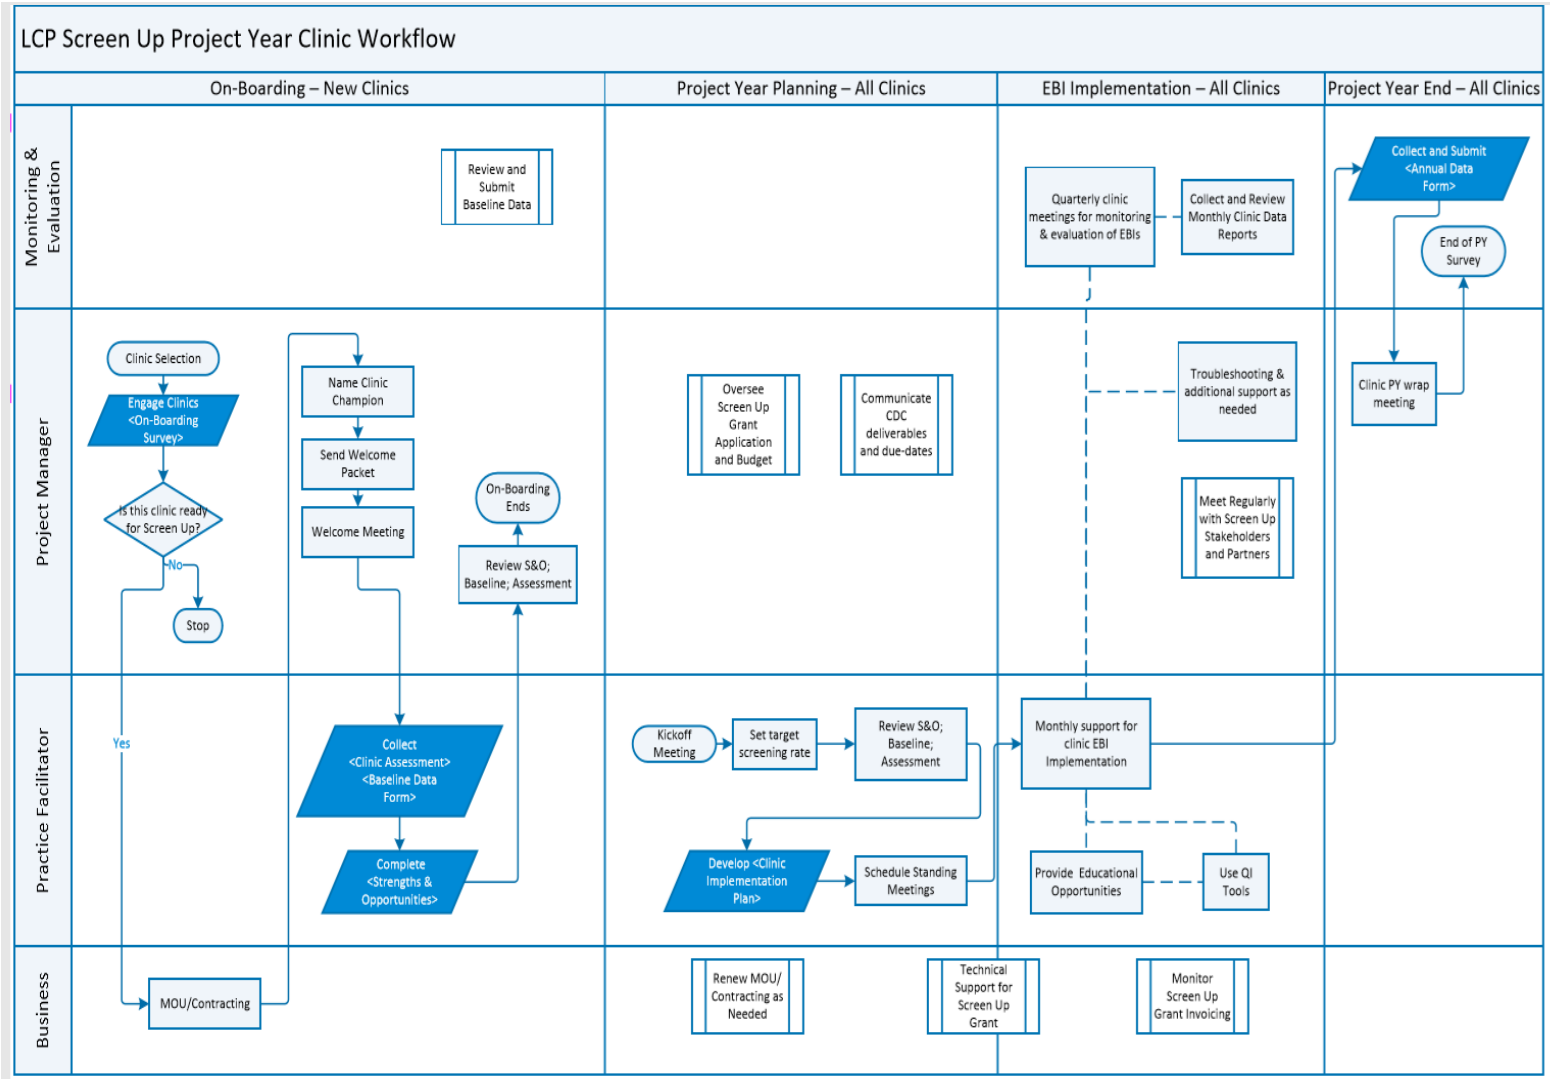 LCP Screen Up Project Year Clinic Workflow
On-Boarding – New Clinics
Project Year Planning – All Clinics
EBI Implementation – All Clinics
Project Year End – All Clinics
Monitoring &
Evaluation
Review and
Submit
Baseline Data
Quarterly clinic
meetings for monitoring
& evaluation of EBIs
Collect and Review
Monthly Clinic Data
Reports
Collect and Submit
<Annual Data
Form>
End of PY
Survey
Project Manager
Clinic Selection
Engage Clinics
<On-Boarding
Survey>
Is this clinic ready
for Screen Up?
No
Stop
Yes
Name Clinic
Champion
Send Welcome
Packet
Welcome Meeting
On-Boarding
Ends
Review S&O;
Baseline; Assessment
Oversee
Screen Up
Grant
Application
and Budget
Communicate
CDC
deliverables
and due-dates
Troubleshooting &
additional support as
needed
Meet Regularly
with Screen Up
Stakeholders
and Partners
Clinic PY wrap
meeting
Practice Facilitator
Collect
<Clinic Assessment>
<Baseline Data
Form>
Complete
<Strengths &
Opportunities>
Kickoff
Meeting
Set target
screening rate
Review S&O;
Baseline;
Assessment
Develop <Clinic
Implementation
Plan>
Schedule Standing
Meetings
Monthly support for
clinic EBI
Implementation
Provide Educational
Opportunities
Use QI
Tools
Business
MOU/Contracting
Renew MOU/
Contracting as
Needed
Technical
Support for
Screen Up
Grant
Monitor
Screen Up
Grant Invoicing